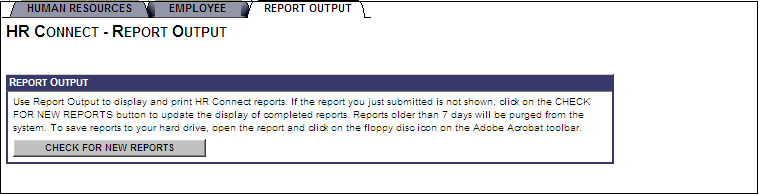 HUMAN RESOURCES EMPLOYEE REPORT OUTPUT
HR CONNECT - REPORT OUTPUT
REPORT OUTPUT
Use Report Output to display and print HR Connect reports. If the report you just submitted is not shown, click on the CHECK
FOR NEW REPORTS button to update the display of completed reports. Reports older than 7 days will be purged from the
system. To save reports to your hard drive, open the report and click on the floppy disc icon on the Adobe Acrobat toolbar.
CHECK FOR NEW REPORTS